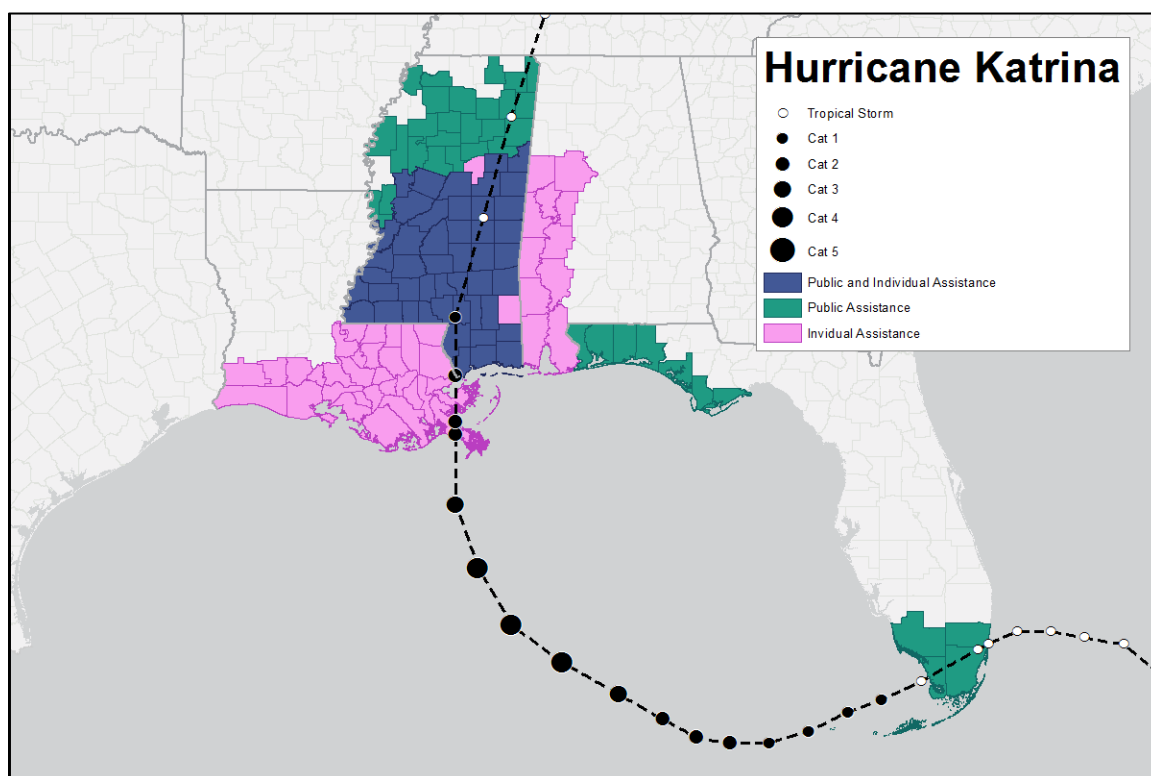 Hurricane Katrina
Tropical Storm
Cat 1
Cat 2
Cat 3
Cat 4
Cat 5
Public and Individual Assistance
Public Assistance
Invidual Assistance